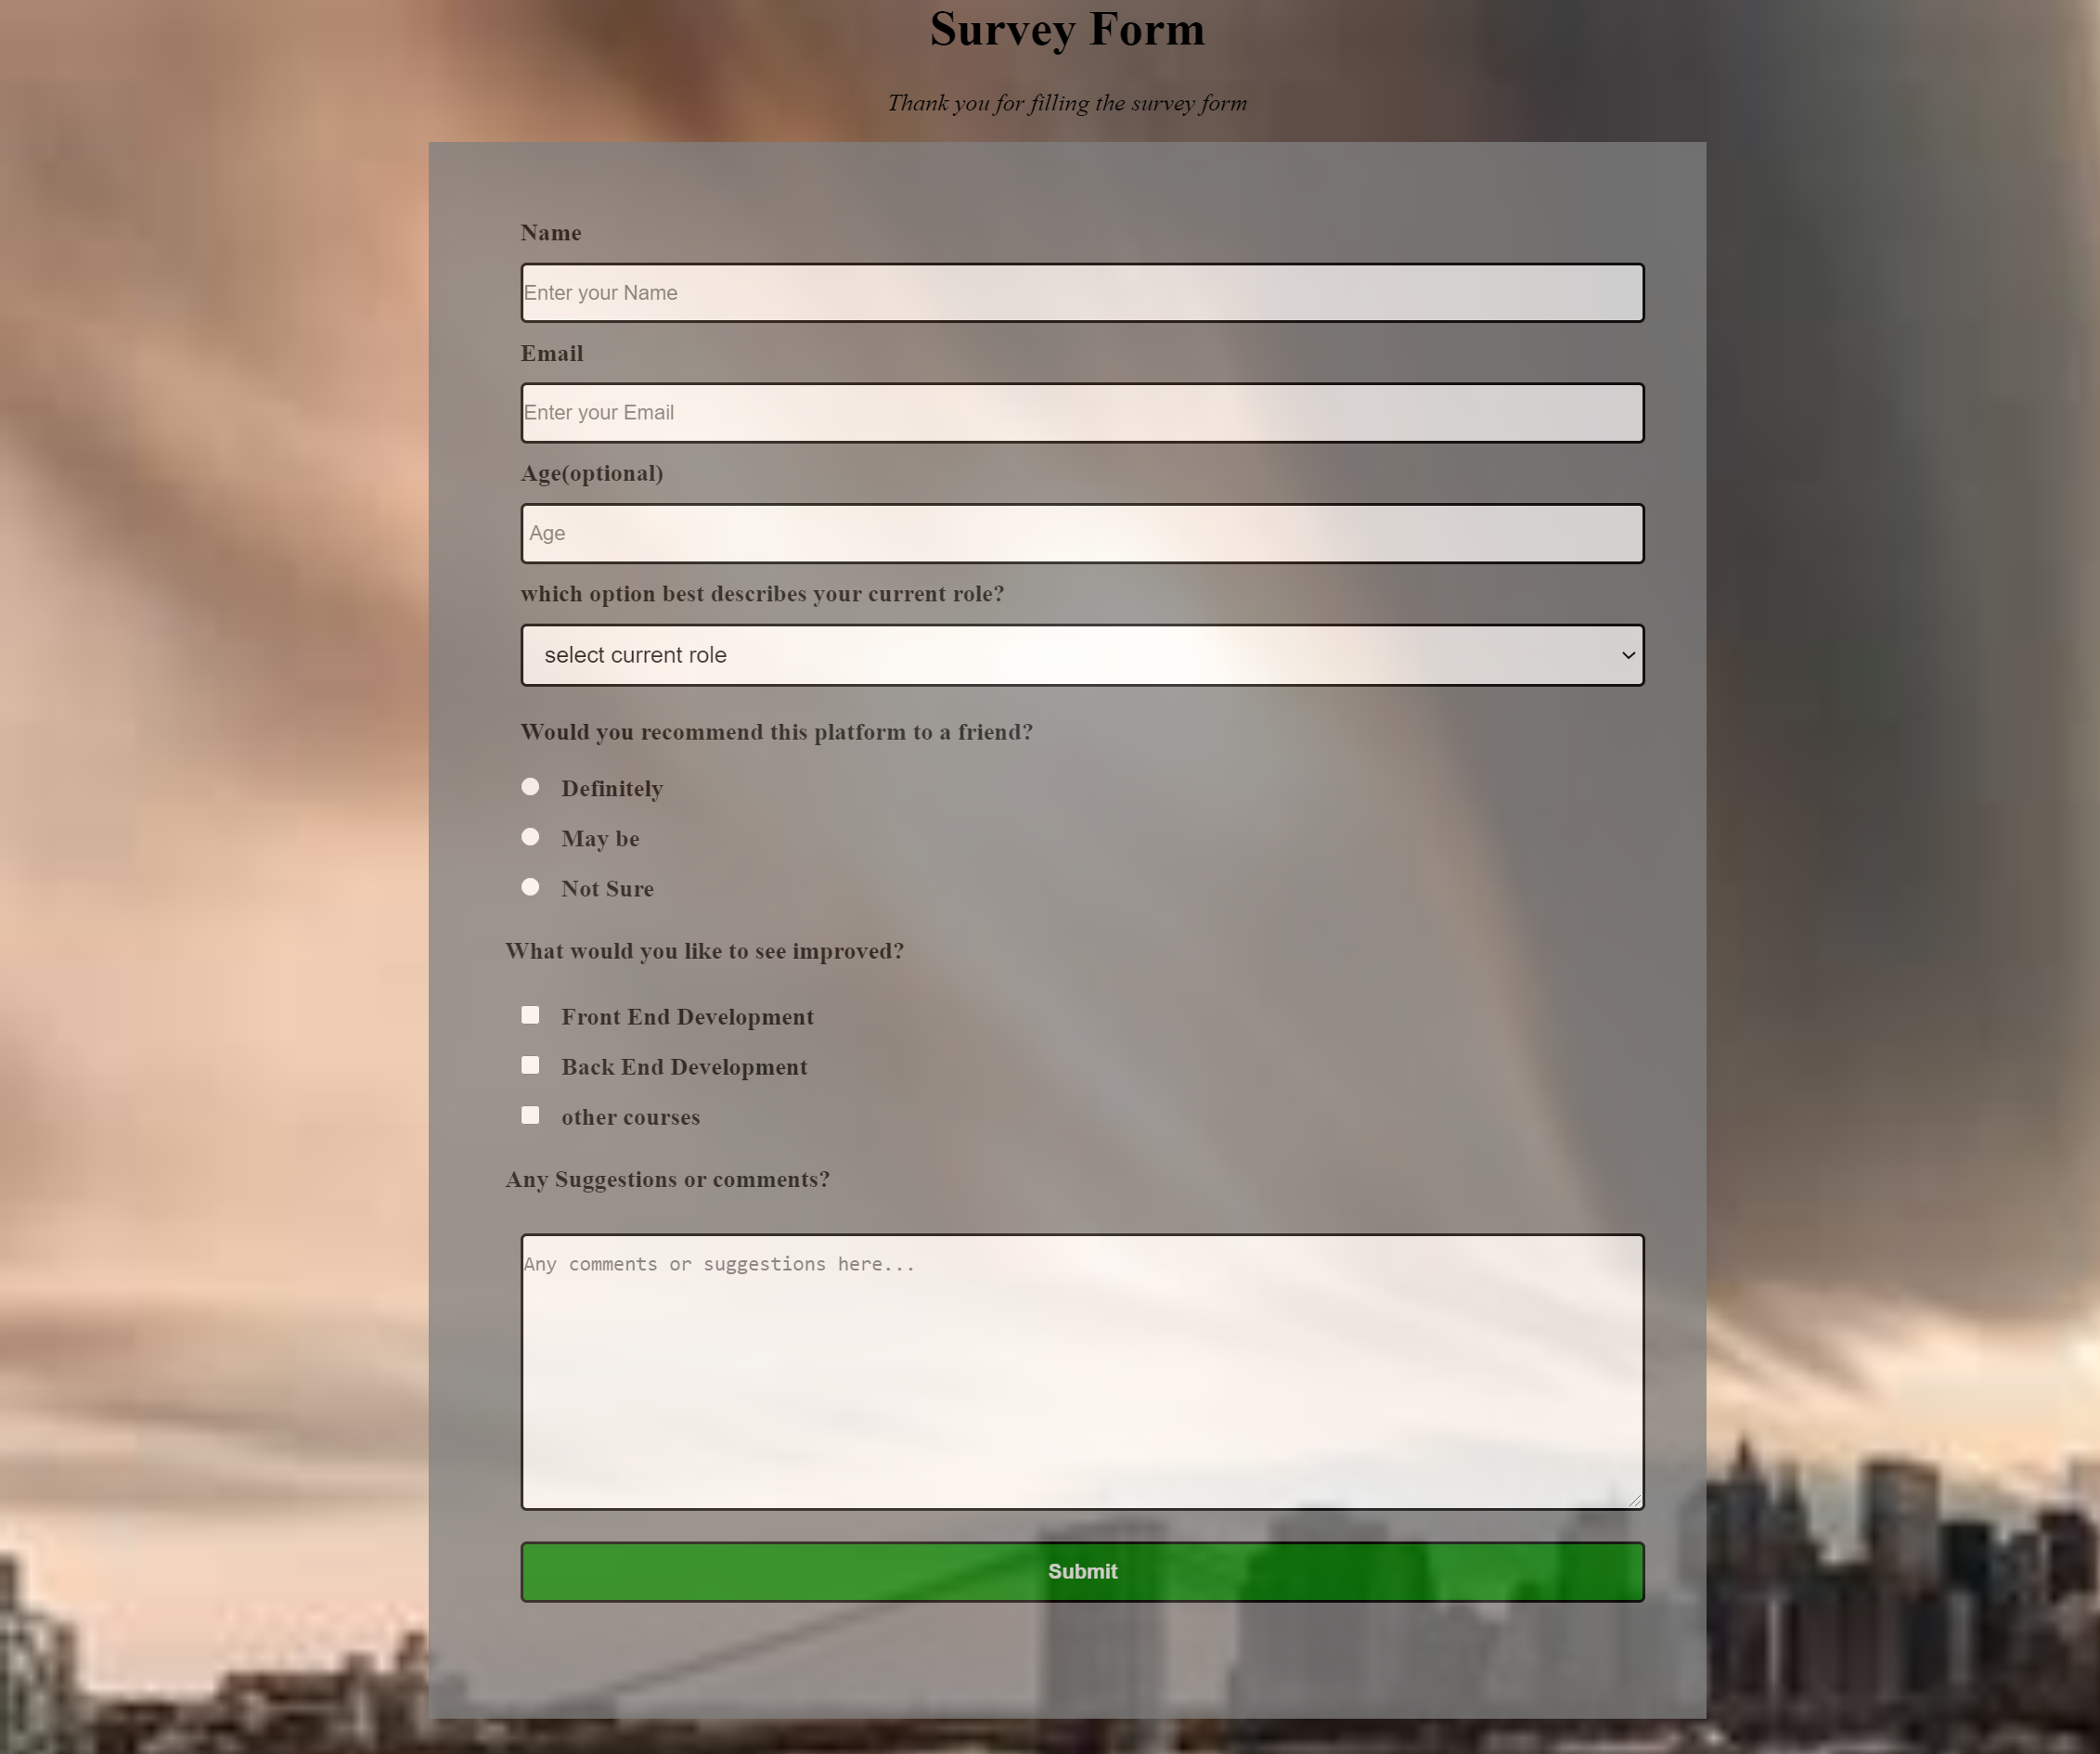 Survey Form
Thank you for filling the survey form
Name
Enter your Name
Email
Enter your Email
Age(optional)
Age
which option best describes your current role?
select current role
Would you recommend this platform to a friend?
Definitely
May be
Not Sure
What would you like to see improved?
Front End Development
Back End Development
other courses
Any Suggestions or comments?
Any comments or suggestions here...
Submit